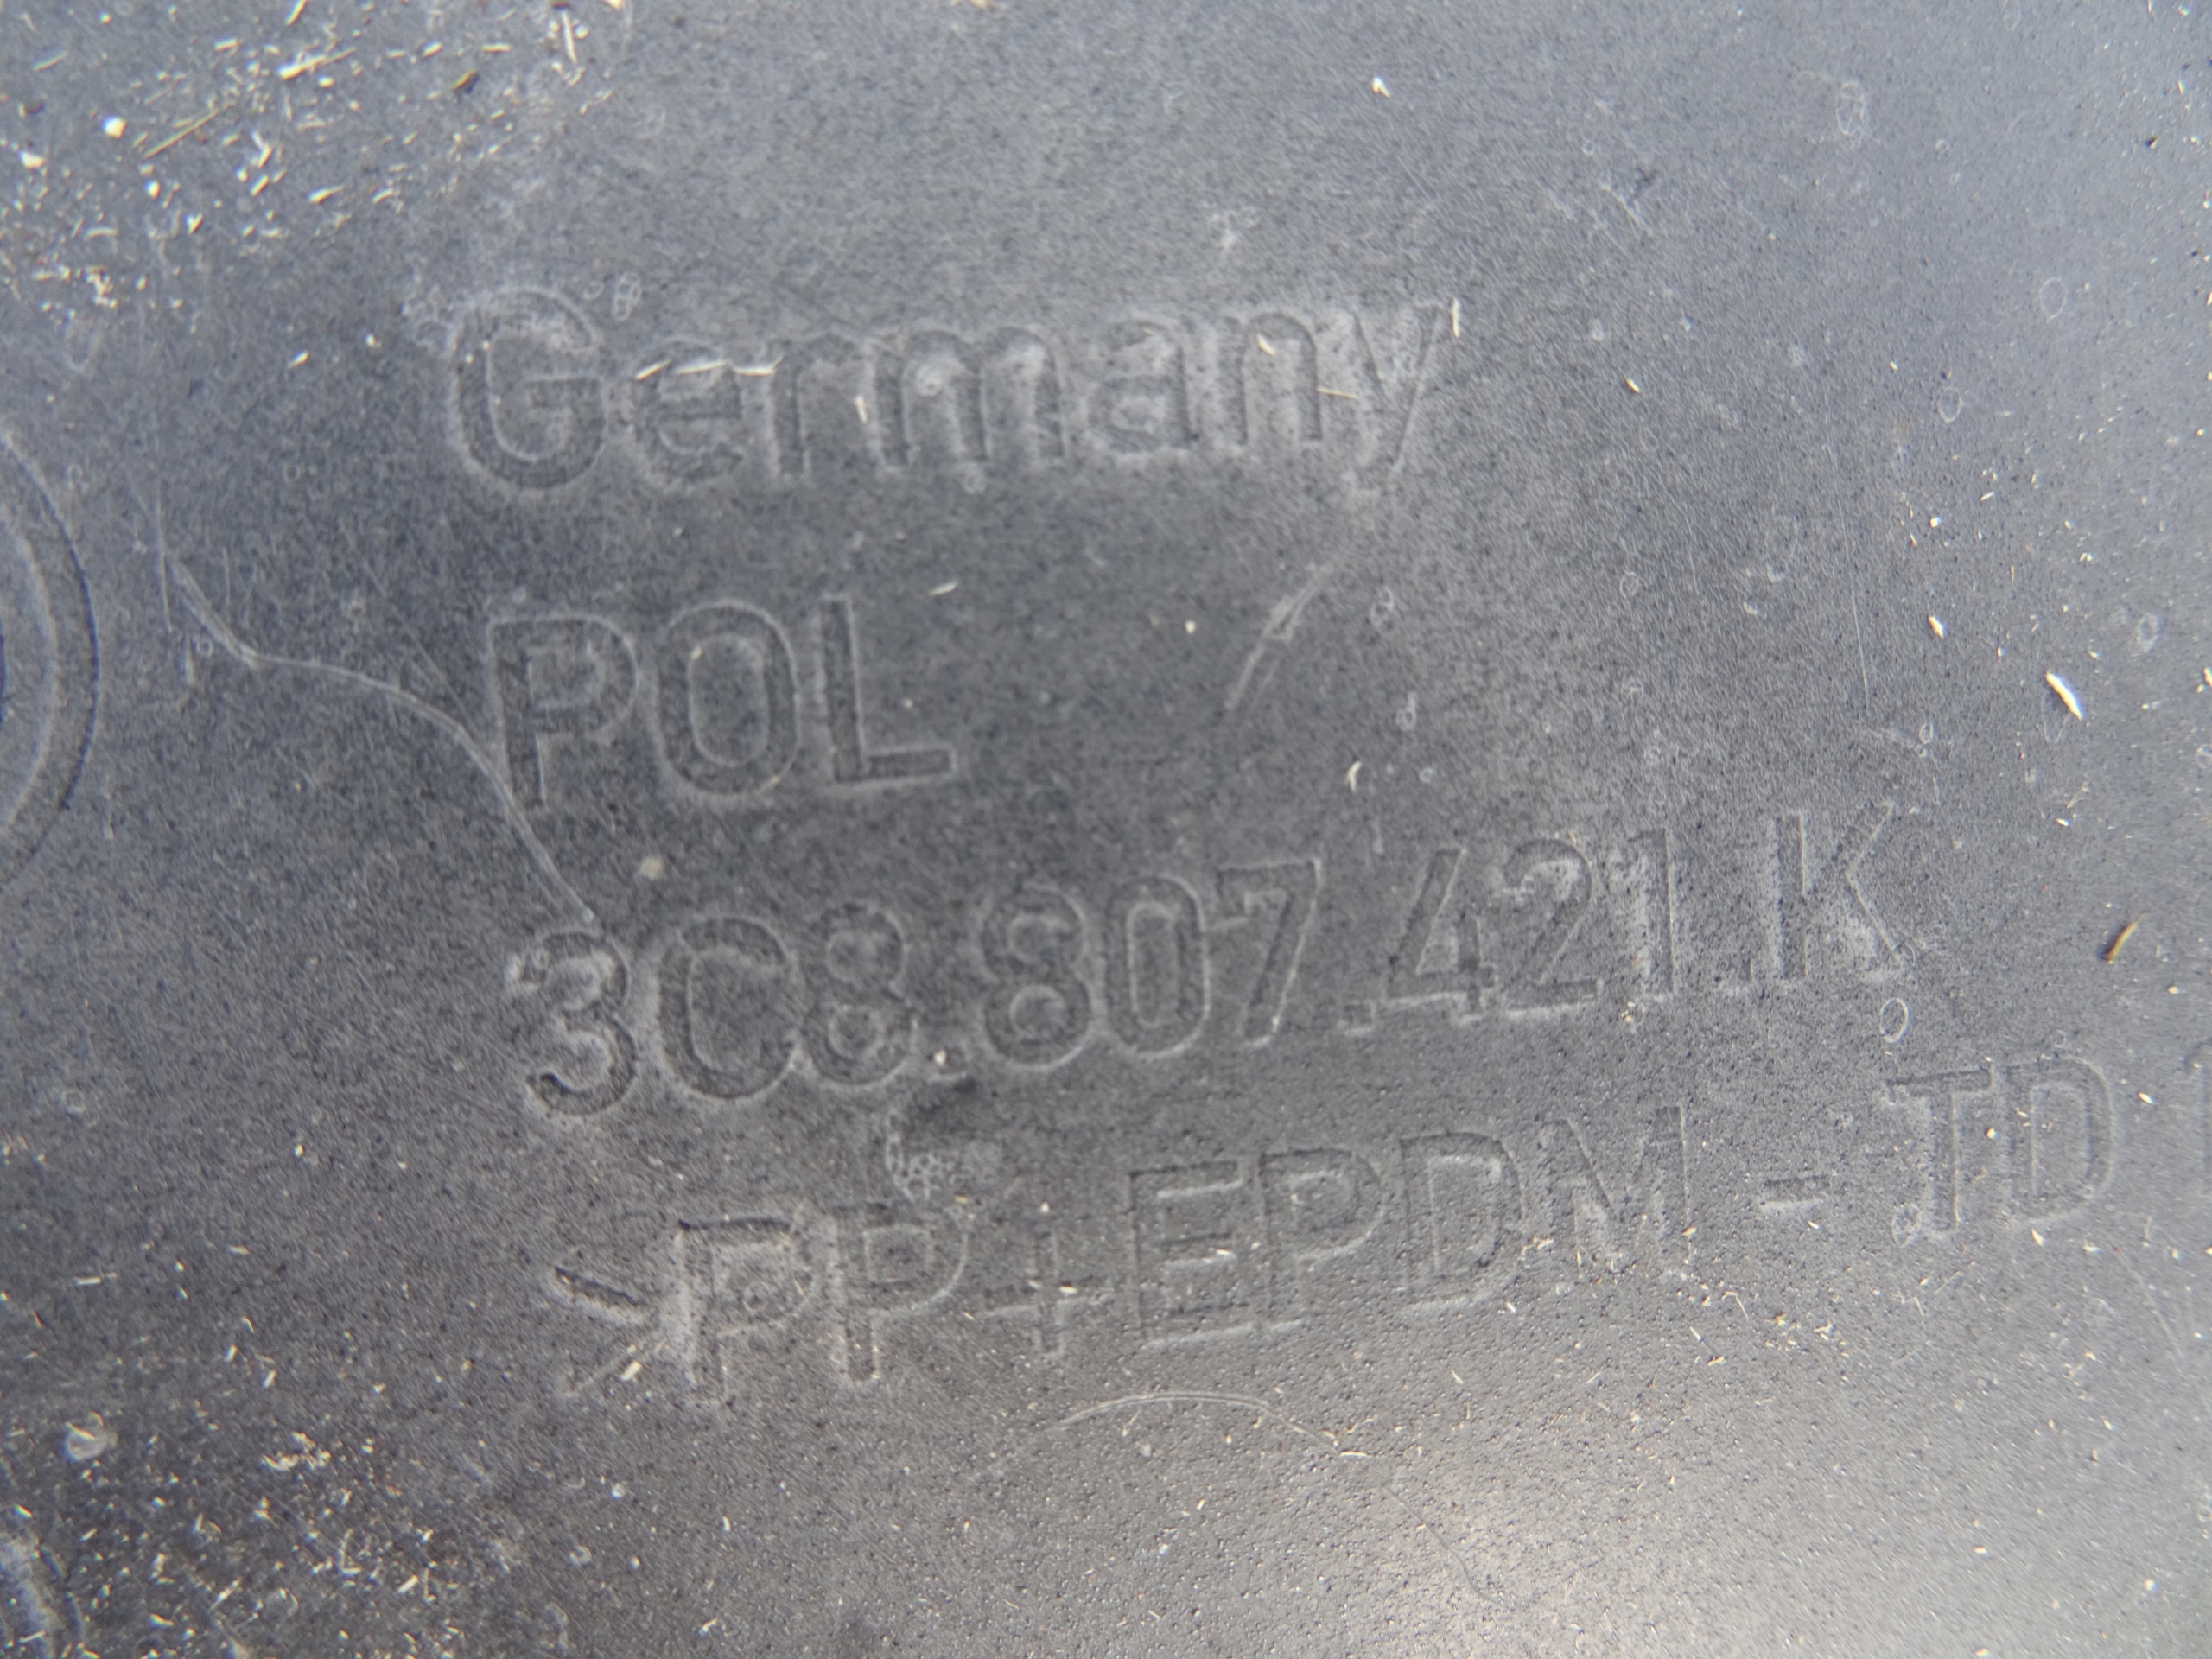 Germany
POL
3C8.807.421.K
>PP+EPDM-TD